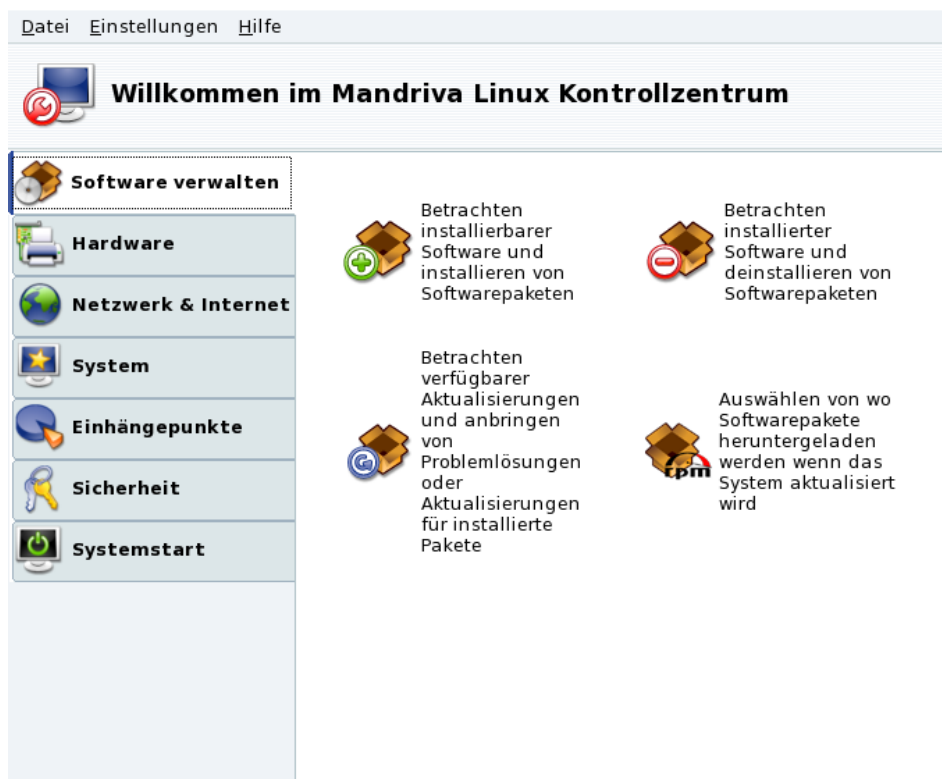 Datei Einstellungen Hilfe
Willkommen im Mandriva Linux Kontrollzentrum
Software verwalten
Hardware
Netzwerk & Internet
System
Einhängepunkte
Sicherheit
Systemstart
Betrachten
installierbarer
Software und
installieren von
Softwarepaketen
Betrachten
installierter
Software und
deinstallieren von
Softwarepaketen
Betrachten
verfügbarer
Aktualisierungen
und anbringen
von
Problemlösungen
oder
Aktualisierungen
für installierte
Pakete
rpm
Auswählen von wo
Softwarepakete
heruntergeladen
werden wenn das
System aktualisiert
wird